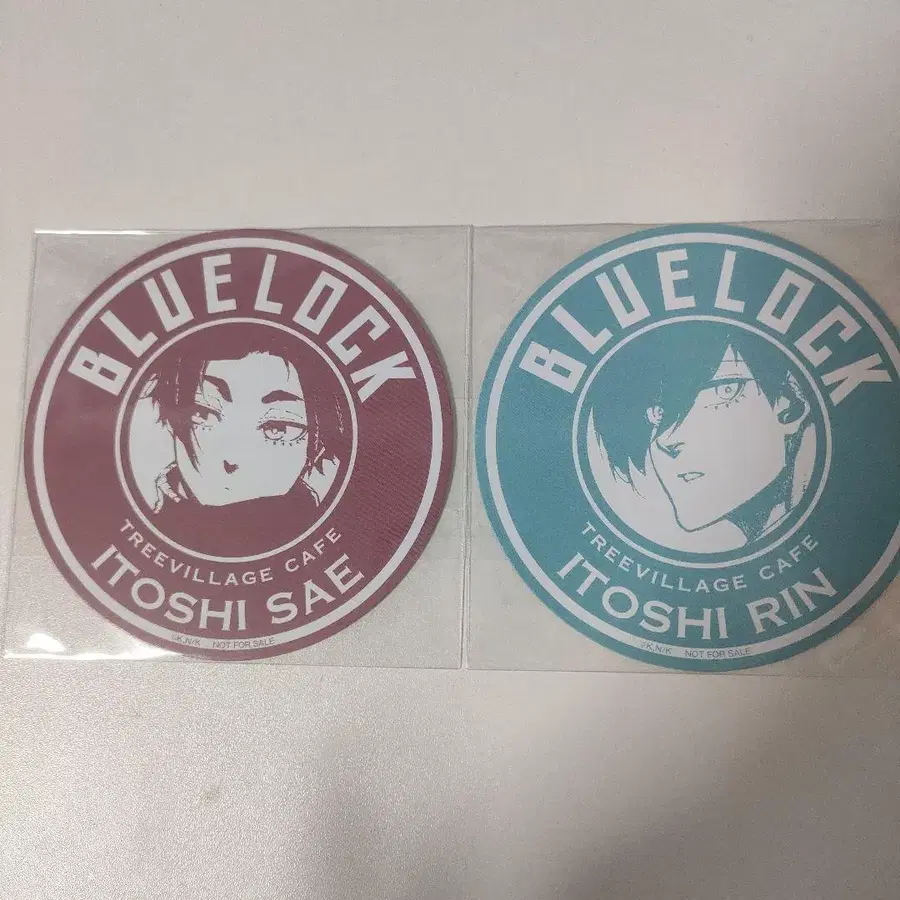 BLUELOCK
TREEVILLAGE CAFE
ITOSHI SAE
©K,N/K NOT FOR SALE
BLUELOCK
TREEVILLAGE CAFE
ITOSHI RIN
©K,N/K NOT FOR SALE